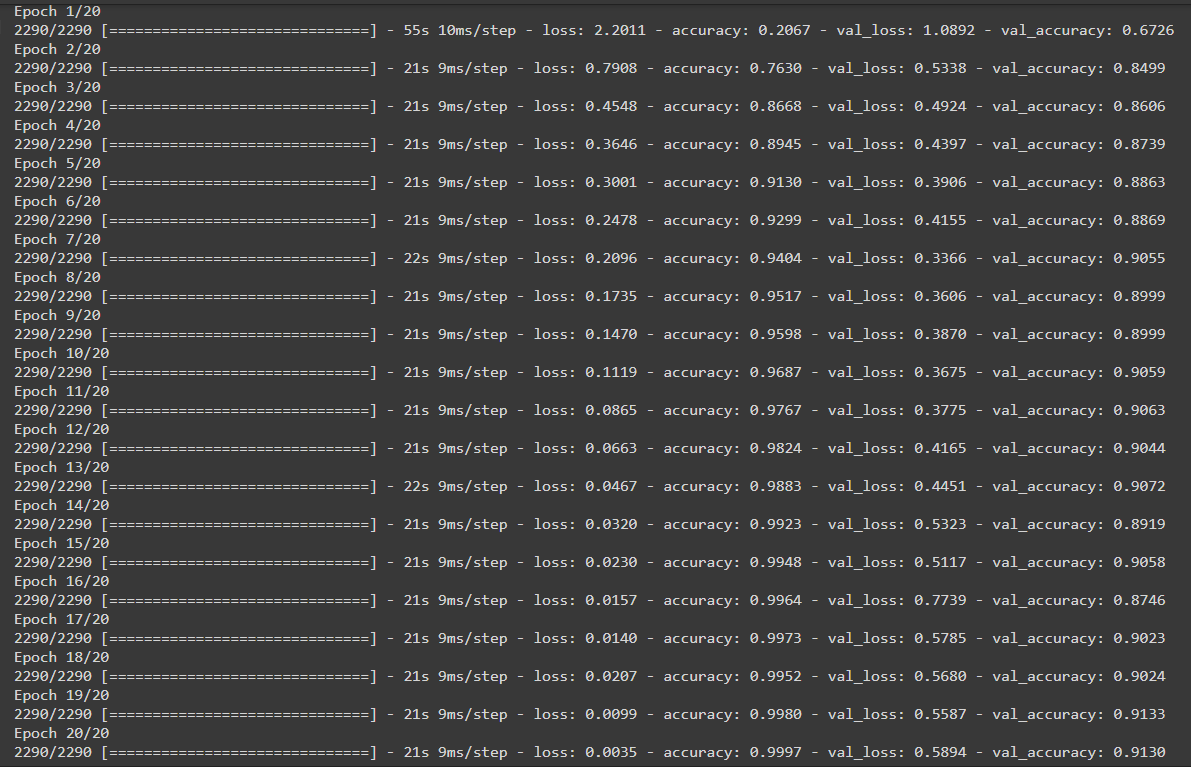 Epoch 1/20
2290/2290 [==============================] - 55s 10ms/step - loss: 2.2011 - accuracy: 0.2067 - val_loss: 1.0892 - val_accuracy: 0.6726
Epoch 2/20
2290/2290 [==============================] - 21s 9ms/step - loss: 0.7908 - accuracy: 0.7630 - val_loss: 0.5338 - val_accuracy: 0.8499
Epoch 3/20
2290/2290 [==============================] - 21s 9ms/step - loss: 0.4548 - accuracy: 0.8668 - val_loss: 0.4924 - val_accuracy: 0.8606
Epoch 4/20
2290/2290 [==============================] - 21s 9ms/step - loss: 0.3646 - accuracy: 0.8945 - val_loss: 0.4397 - val_accuracy: 0.8739
Epoch 5/20
2290/2290 [==============================] - 21s 9ms/step - loss: 0.3001 - accuracy: 0.9130 - val_loss: 0.3906 - val_accuracy: 0.8863
Epoch 6/20
2290/2290 [==============================] - 21s 9ms/step - loss: 0.2478 - accuracy: 0.9299 - val_loss: 0.4155 - val_accuracy: 0.8869
Epoch 7/20
2290/2290 [==============================] - 22s 9ms/step - loss: 0.2096 - accuracy: 0.9404 - val_loss: 0.3366 - val_accuracy: 0.9055
Epoch 8/20
2290/2290 [==============================] - 21s 9ms/step - loss: 0.1735 - accuracy: 0.9517 - val_loss: 0.3606 - val_accuracy: 0.8999
Epoch 9/20
2290/2290 [==============================] - 21s 9ms/step - loss: 0.1470 - accuracy: 0.9598 - val_loss: 0.3870 - val_accuracy: 0.8999
Epoch 10/20
2290/2290 [==============================] - 21s 9ms/step - loss: 0.1119 - accuracy: 0.9687 - val_loss: 0.3675 - val_accuracy: 0.9059
Epoch 11/20
2290/2290 [==============================] - 21s 9ms/step - loss: 0.0865 - accuracy: 0.9767 - val_loss: 0.3775 - val_accuracy: 0.9063
Epoch 12/20
2290/2290 [==============================] - 21s 9ms/step - loss: 0.0663 - accuracy: 0.9824 - val_loss: 0.4165 - val_accuracy: 0.9044
Epoch 13/20
2290/2290 [==============================] - 22s 9ms/step - loss: 0.0467 - accuracy: 0.9883 - val_loss: 0.4451 - val_accuracy: 0.9072
Epoch 14/20
2290/2290 [==============================] - 21s 9ms/step - loss: 0.0320 - accuracy: 0.9923 - val_loss: 0.5323 - val_accuracy: 0.8919
Epoch 15/20
2290/2290 [==============================] - 21s 9ms/step - loss: 0.0230 - accuracy: 0.9948 - val_loss: 0.5117 - val_accuracy: 0.9058
Epoch 16/20
2290/2290 [==============================] - 21s 9ms/step - loss: 0.0157 - accuracy: 0.9964 - val_loss: 0.7739 - val_accuracy: 0.8746
Epoch 17/20
2290/2290 [==============================] - 21s 9ms/step - loss: 0.0140 - accuracy: 0.9973 - val_loss: 0.5785 - val_accuracy: 0.9023
Epoch 18/20
2290/2290 [==============================] - 21s 9ms/step - loss: 0.0207 - accuracy: 0.9952 - val_loss: 0.5680 - val_accuracy: 0.9024
Epoch 19/20
2290/2290 [==============================] - 21s 9ms/step - loss: 0.0099 - accuracy: 0.9980 - val_loss: 0.5587 - val_accuracy: 0.9133
Epoch 20/20
2290/2290 [==============================] - 21s 9ms/step - loss: 0.0035 - accuracy: 0.9997 - val_loss: 0.5894 - val_accuracy: 0.9130